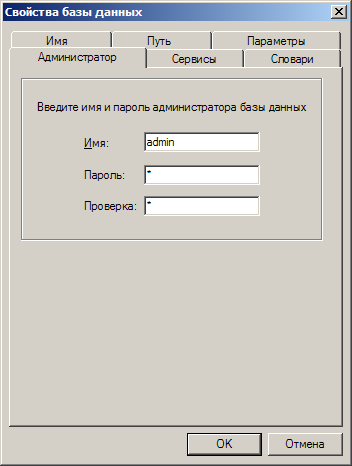 Свойства базы данных
Имя Путь Параметры
Администратор Сервисы Словари
Введите имя и пароль администратора базы данных
Имя: admin
Пароль: *
Проверка: *
OK Отмена